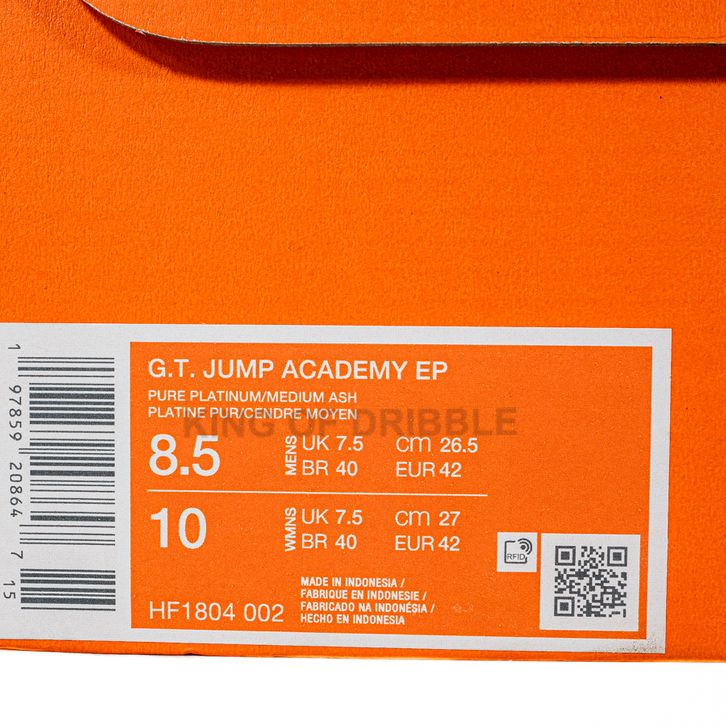 G.T. JUMP ACADEMY EP
PURE PLATINUM/MEDIUM ASH
PLATINE PUR/CENDRE MOYEN
KING OF DRIBBLE
8.5 MENS UK 7.5 cm 26.5
BR 40 EUR 42
10 WMNS UK 7.5 cm 27
BR 40 EUR 42
RFID
HF1804 002
MADE IN INDONESIA /
FABRIQUE EN INDONESIE /
FABRICADO NA INDONÉSIA /
HECHO EN INDONESIA
1 97859 20864 7 15